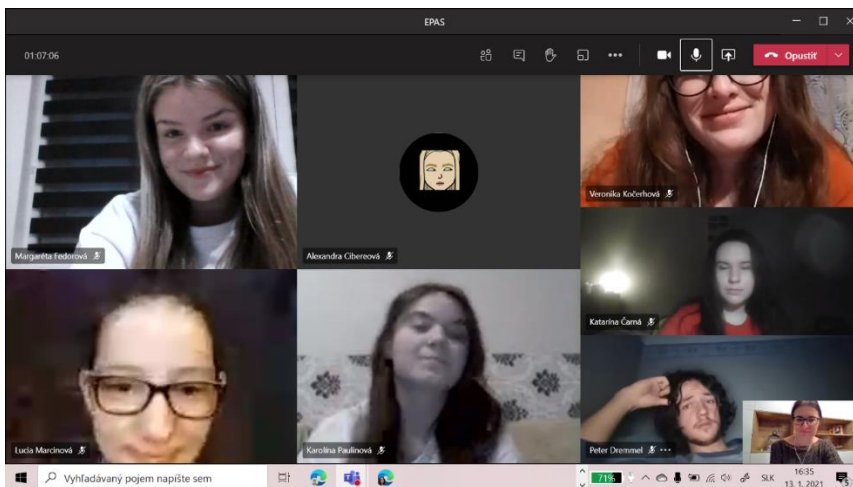 EPAS
01:07:06
Opustiť
Margaréta Fedorová
Alexandra Cibereová
Veronika Kočerhová
Katarína Čarná
Lucia Marcinová
Karolína Paulinová
Peter Dremmel
Vyhľadávaný pojem napíšte sem
71%
SLK
16:35
13. 1. 2021
5